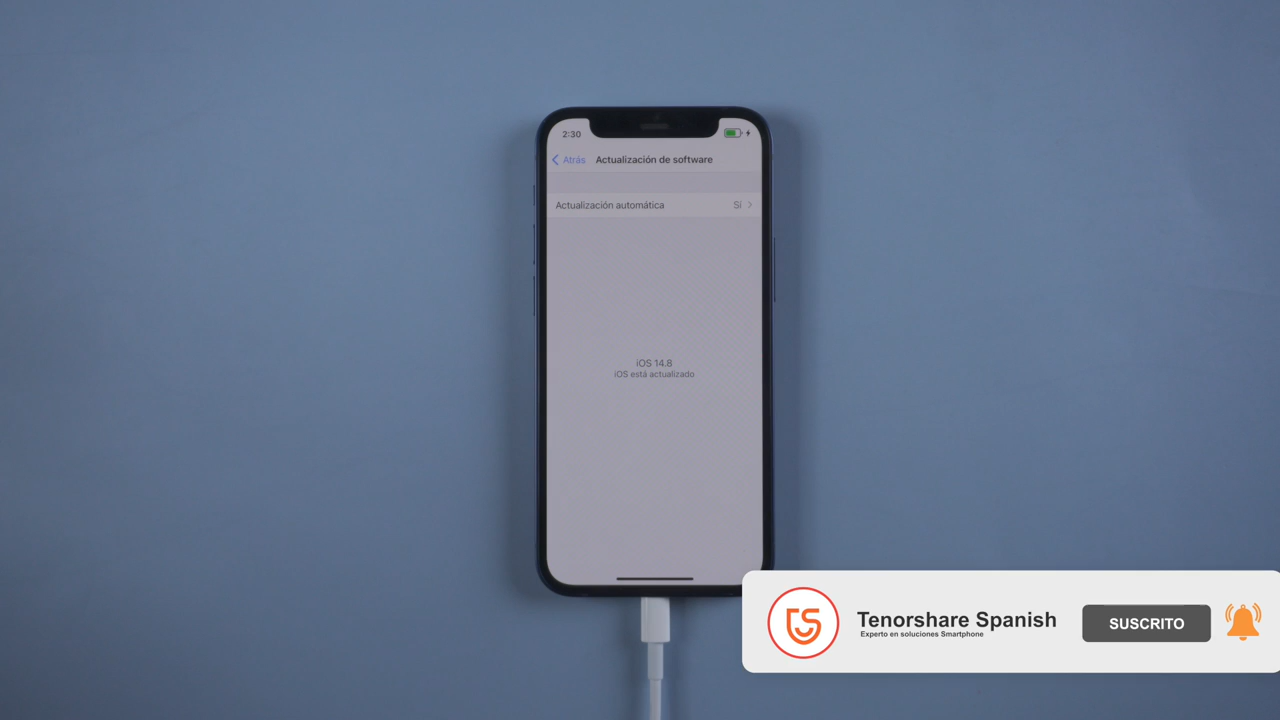 2:30
Atrás Actualización de software
Actualización automática Sí
iOS 14.8
iOS está actualizado
Tenorshare Spanish
Experto en soluciones Smartphone
SUSCRITO